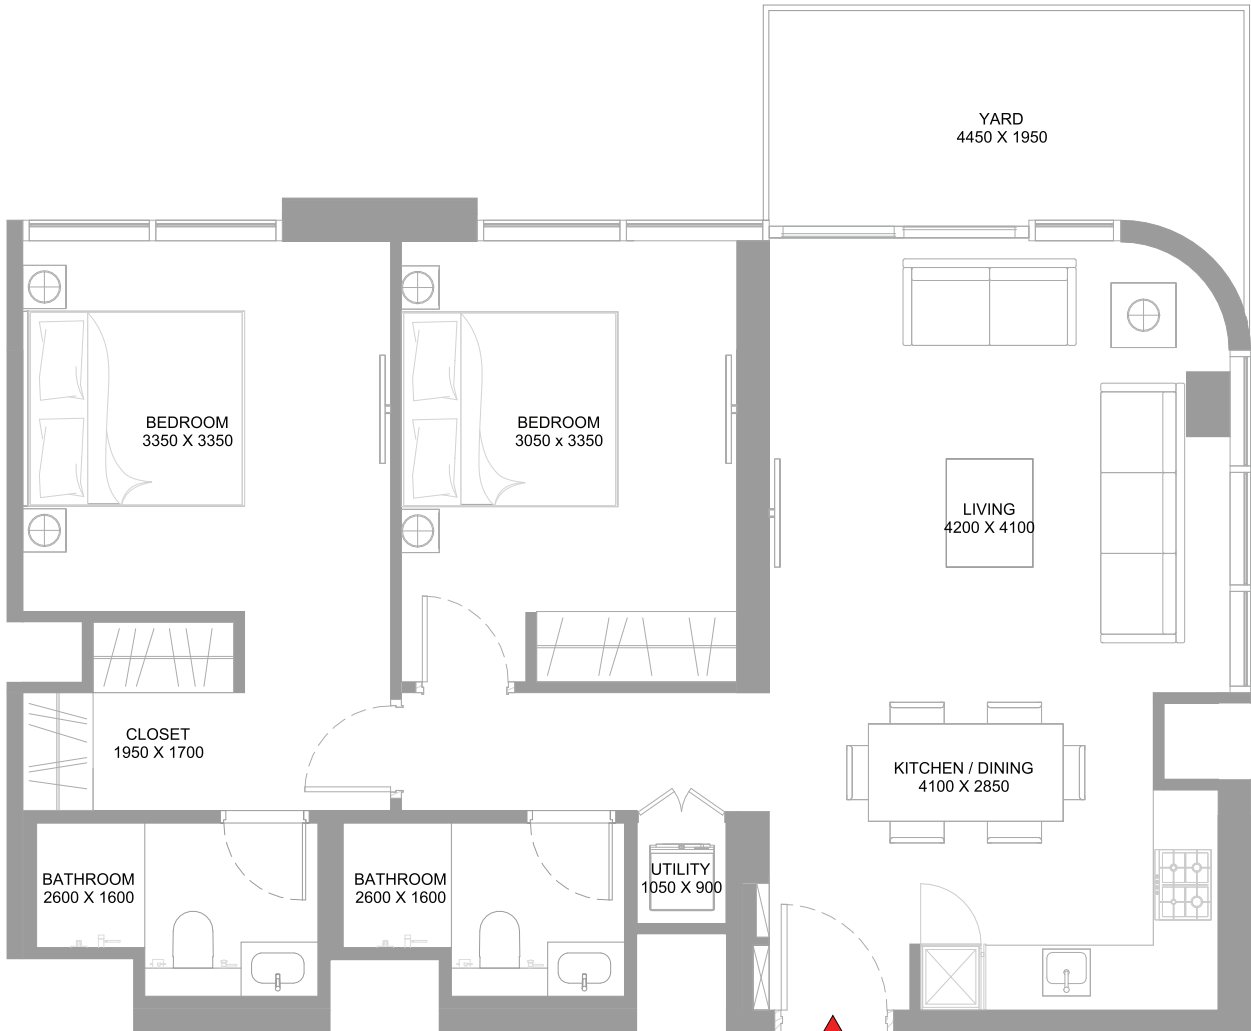 YARD
4450 X 1950
BEDROOM
3350 X 3350
BEDROOM
3050 x 3350
LIVING
4200 X 4100
CLOSET
1950 X 1700
KITCHEN / DINING
4100 X 2850
BATHROOM
2600 X 1600
BATHROOM
2600 X 1600
UTILITY
1050 X 900